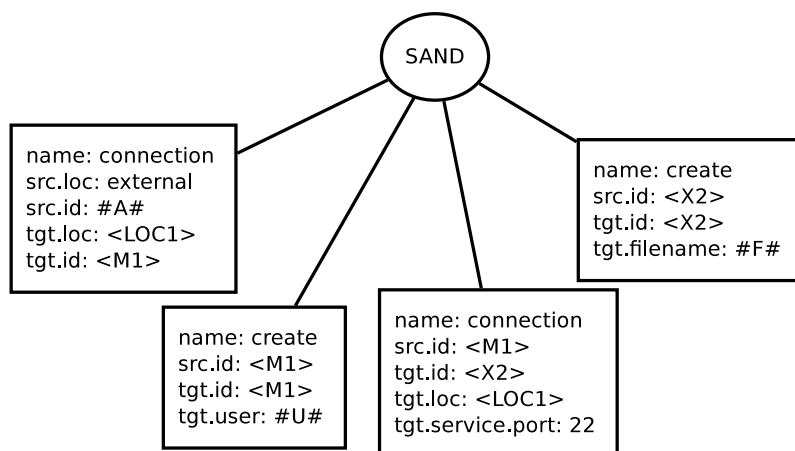 SAND
name: connection
src.loc: external
src.id: #A#
tgt.loc: <LOC1>
tgt.id: <M1>
name: create
src.id: <M1>
tgt.id: <M1>
tgt.user: #U#
name: connection
src.id: <M1>
tgt.id: <X2>
tgt.loc: <LOC1>
tgt.service.port: 22
name: create
src.id: <X2>
tgt.id: <X2>
tgt.filename: #F#